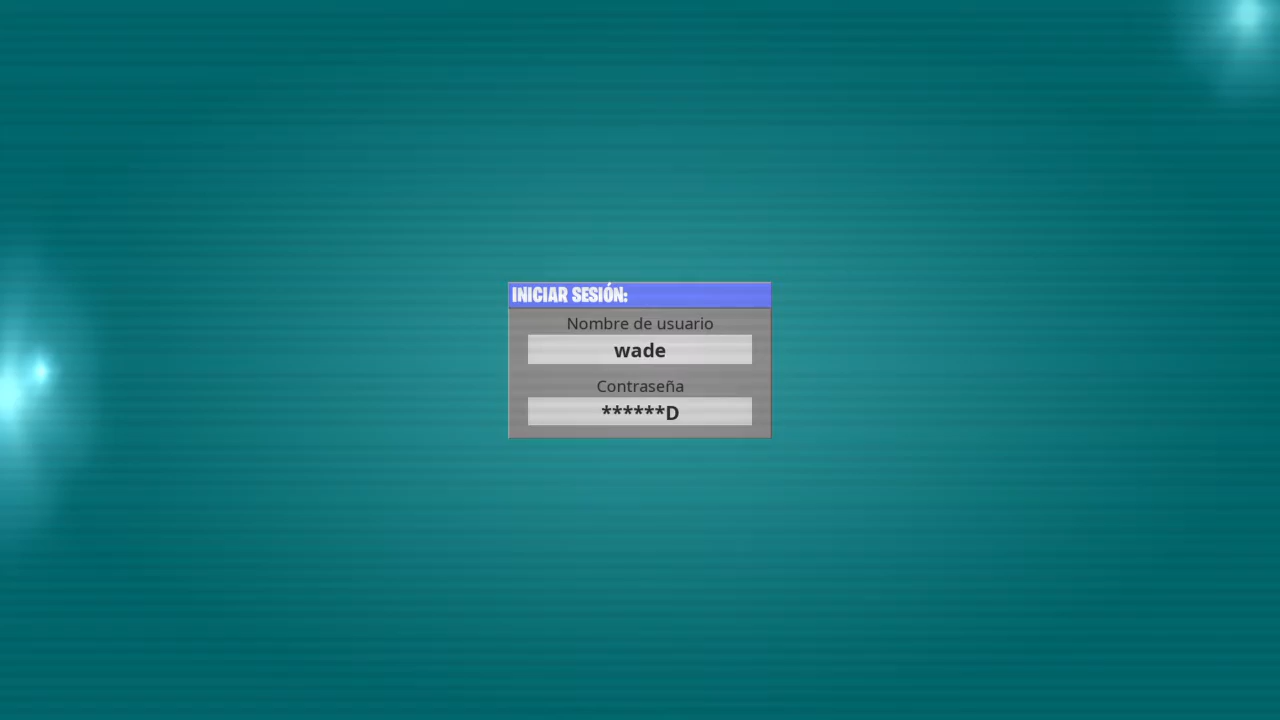 INICIAR SESIÓN:
Nombre de usuario
wade
Contraseña
******D